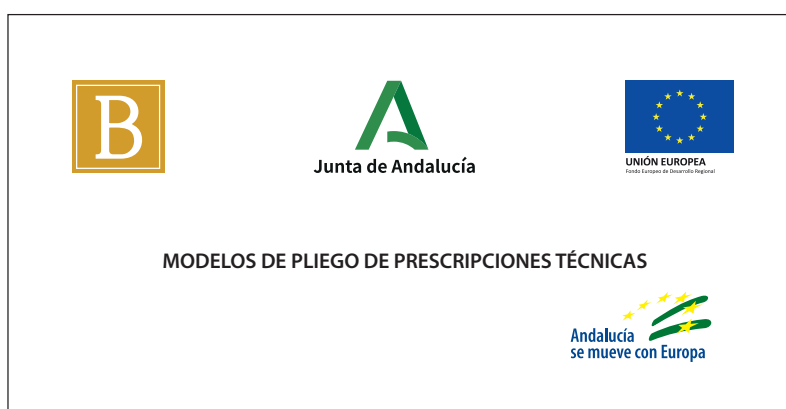 B
Junta de Andalucía
UNIÓN EUROPEA
Fondo Europeo de Desarrollo Regional
MODELOS DE PLIEGO DE PRESCRIPCIONES TÉCNICAS
Andalucía
se mueve con Europa